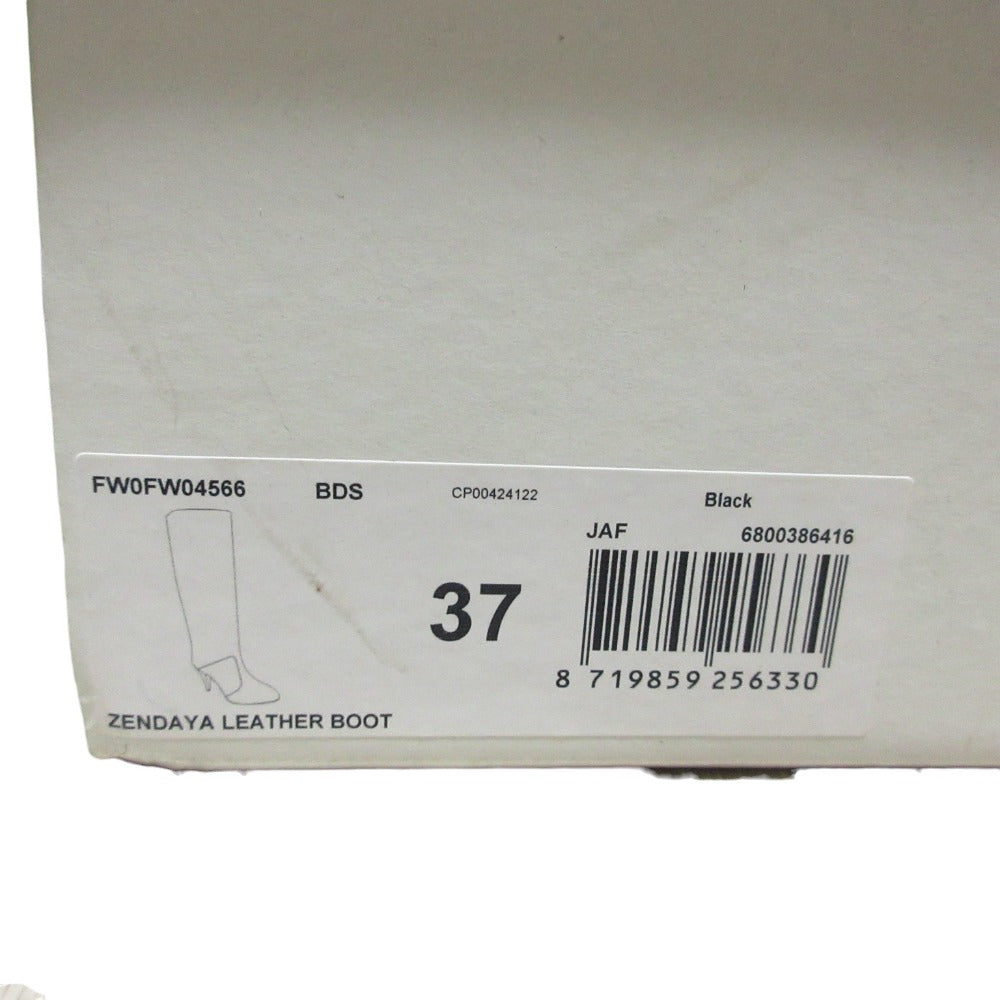 FW0FW04566 BDS CP00424122 Black
JAF 6800386416
37
8 719859 256330
ZENDAYA LEATHER BOOT